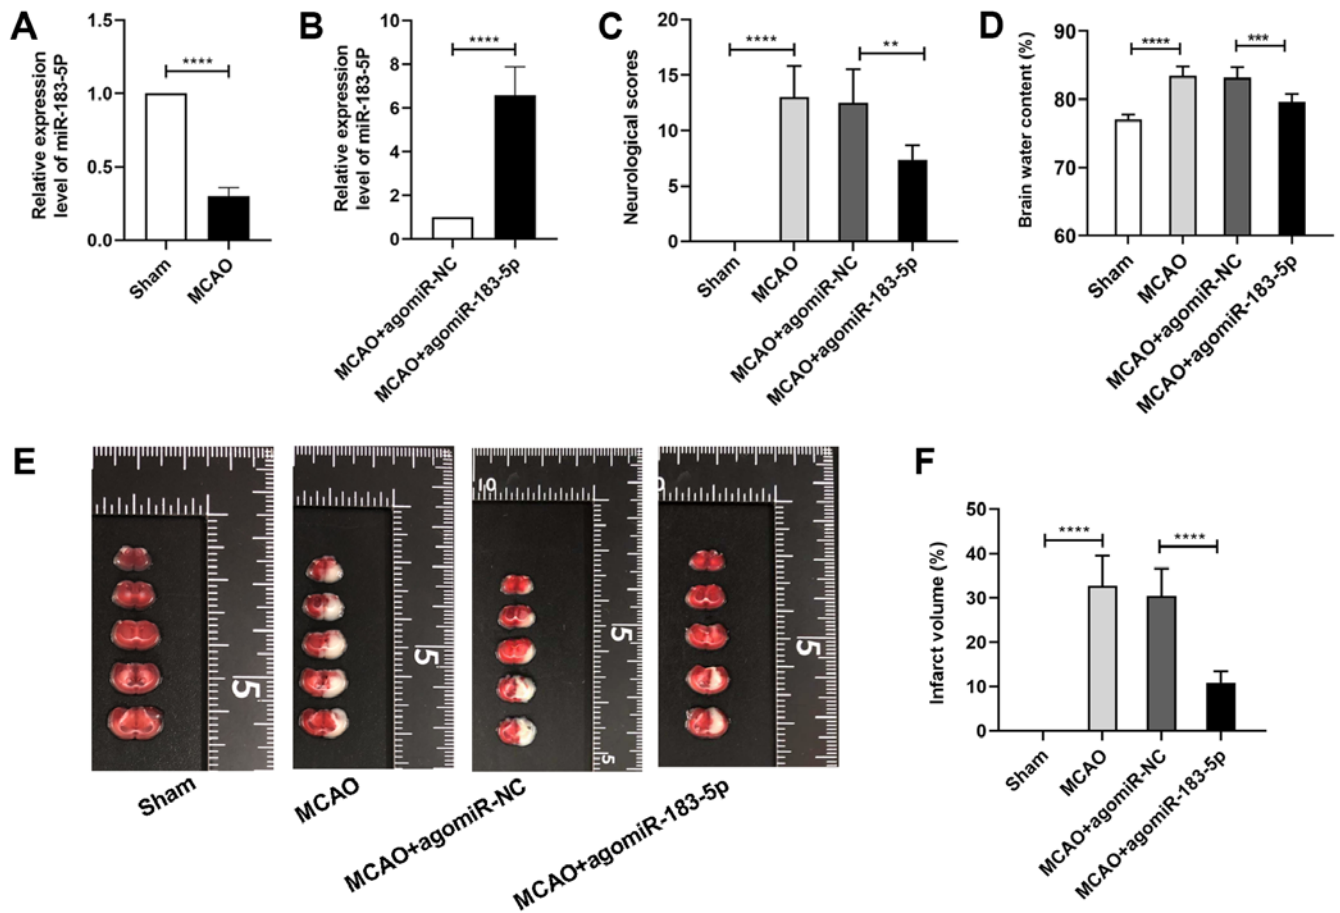 A
Relative expression
level of miR-183-5P
1.5
1.0
0.5
0.0
****
Sham
MCAO
B
Relative expression
level of miR-183-5P
10
8
6
4
2
0
****
MCAO+agomiR-NC
MCAO+agomiR-183-5p
C
Neurological scores
20
15
10
5
0
****
**
Sham
MCAO
MCAO+agomiR-NC
MCAO+agomiR-183-5p
D
Brain water content (%)
90
80
70
60
****
***
Sham
MCAO
MCAO+agomiR-NC
MCAO+agomiR-183-5p
E
5
5
10
5
5
0
5
Sham
MCAO
MCAO+agomiR-NC
MCAO+agomiR-183-5p
F
Infarct volume (%)
50
40
30
20
10
0
****
****
Sham
MCAO
MCAO+agomiR-NC
MCAO+agomiR-183-5p